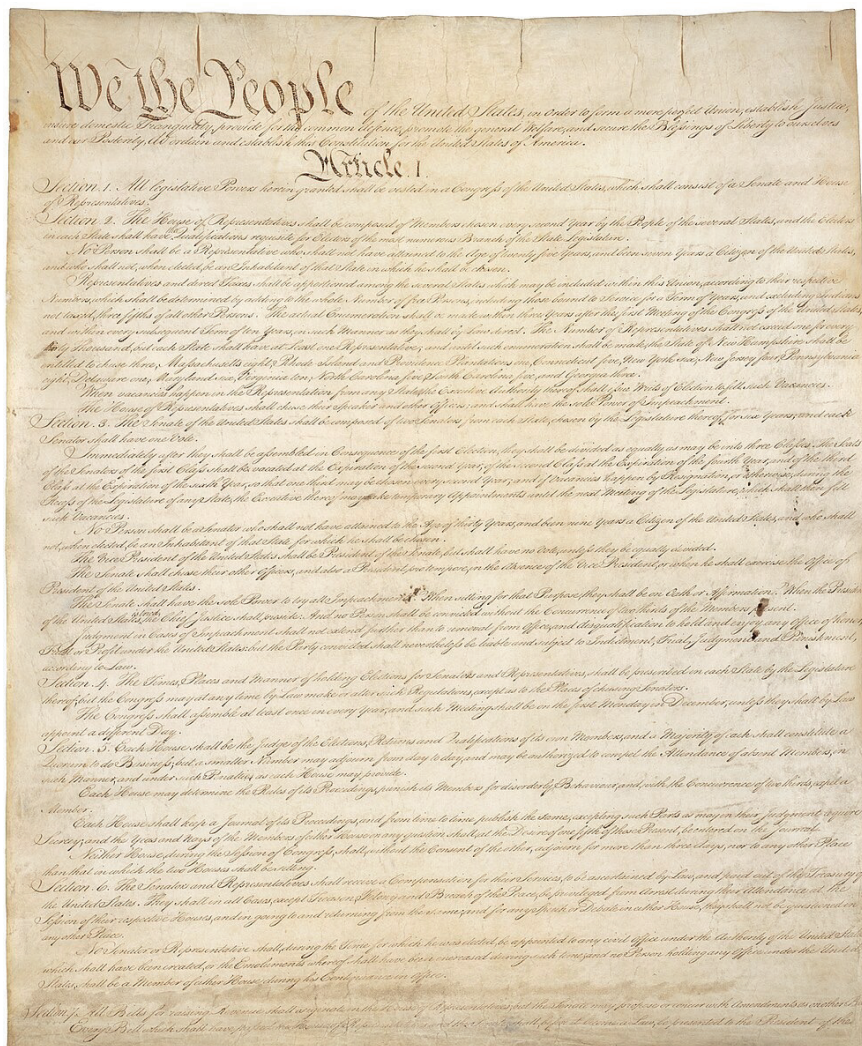 We the People of the United States, in Order to form a more perfect Union, establish Justice,
insure domestic Tranquility, provide for the common defence, promote the general Welfare, and secure the Blessings of Liberty to ourselves
and our Posterity, do ordain and establish this Constitution for the United States of America.
Article. I.
Section. 1. All legislative Powers herein granted shall be vested in a Congress of the United States, which shall consist of a Senate and House
of Representatives.
Section. 2. The House of Representatives shall be composed of Members chosen every second Year by the People of the several States, and the Electors
in each State shall have the Qualifications requisite for Electors of the most numerous Branch of the State Legislature.
No Person shall be a Representative who shall not have attained to the Age of twenty five Years, and been seven Years a Citizen of the United States,
and who shall not, when elected, be an Inhabitant of that State in which he shall be chosen.
Representatives and direct Taxes shall be apportioned among the several States which may be included within this Union, according to their respective
Numbers, which shall be determined by adding to the whole Number of free Persons, including those bound to Service for a Term of Years, and excluding Indians
not taxed, three fifths of all other Persons. The actual Enumeration shall be made within three Years after the first Meeting of the Congress of the United States,
and within every subsequent Term of ten Years, in such Manner as they shall by Law direct. The Number of Representatives shall not exceed one for every
thirty Thousand, but each State shall have at Least one Representative; and until such enumeration shall be made, the State of New Hampshire shall be
entitled to chuse three, Massachusetts eight, Rhode Island and Providence Plantations one, Connecticut five, New York six, New Jersey four, Pennsylvania
eight, Delaware one, Maryland six, Virginia ten, North Carolina five, South Carolina five, and Georgia three.
When vacancies happen in the Representation from any State, the Executive Authority thereof shall issue Writs of Election to fill such Vacancies.
The House of Representatives shall chuse their Speaker and other Officers; and shall have the sole Power of Impeachment.
Section. 3. The Senate of the United States shall be composed of two Senators from each State, chosen by the Legislature thereof, for six Years; and each
Senator shall have one Vote.
Immediately after they shall be assembled in Consequence of the first Election, they shall be divided as equally as may be into three Classes. The Seats
of the Senators of the first Class shall be vacated at the Expiration of the second Year, of the second Class at the Expiration of the fourth Year, and of the third
Class at the Expiration of the sixth Year, so that one third may be chosen every second Year; and if Vacancies happen by Resignation, or otherwise, during the
Recess of the Legislature of any State, the Executive thereof may make temporary Appointments until the next Meeting of the Legislature, which shall then fill
such Vacancies.
No Person shall be a Senator who shall not have attained to the Age of thirty Years, and been nine Years a Citizen of the United States, and who shall
not, when elected, be an Inhabitant of that State for which he shall be chosen.
The Vice President of the United States shall be President of the Senate, but shall have no Vote, unless they be equally divided.
The Senate shall chuse their other Officers, and also a President pro tempore, in the Absence of the Vice President, or when he shall exercise the Office of
President of the United States.
The Senate shall have the sole Power to try all Impeachments. When sitting for that Purpose, they shall be on Oath or Affirmation. When the President
of the United States is tried, the Chief Justice shall preside: And no Person shall be convicted without the Concurrence of two thirds of the Members present.
Judgment in Cases of Impeachment shall not extend further than to removal from Office, and disqualification to hold and enjoy any Office of honor,
Trust or Profit under the United States: but the Party convicted shall nevertheless be liable and subject to Indictment, Trial, Judgment and Punishment,
according to Law.
Section. 4. The Times, Places and Manner of holding Elections for Senators and Representatives, shall be prescribed in each State by the Legislature
thereof; but the Congress may at any time by Law make or alter such Regulations, except as to the Places of chusing Senators.
The Congress shall assemble at least once in every Year, and such Meeting shall be on the first Monday in December, unless they shall by Law
appoint a different Day.
Section. 5. Each House shall be the Judge of the Elections, Returns and Qualifications of its own Members, and a Majority of each shall constitute a
Quorum to do Business; but a smaller Number may adjourn from day to day, and may be authorized to compel the Attendance of absent Members, in
such Manner, and under such Penalties as each House may provide.
Each House may determine the Rules of its Proceedings, punish its Members for disorderly Behaviour, and, with the Concurrence of two thirds, expel a
Member.
Each House shall keep a Journal of its Proceedings, and from time to time publish the same, excepting such Parts as may in their Judgment require
Secrecy; and the Yeas and Nays of the Members of either House on any question shall, at the Desire of one fifth of those Present, be entered on the Journal.
Neither House, during the Session of Congress, shall, without the Consent of the other, adjourn for more than three days, nor to any other Place
than that in which the two Houses shall be sitting.
Section. 6. The Senators and Representatives shall receive a Compensation for their Services, to be ascertained by Law, and paid out of the Treasury of
the United States. They shall in all Cases, except Treason, Felony and Breach of the Peace, be privileged from Arrest during their Attendance at the
Session of their respective Houses, and in going to and returning from the same; and for any Speech or Debate in either House, they shall not be questioned in
any other Place.
No Senator or Representative shall, during the Time for which he was elected, be appointed to any civil Office under the Authority of the United States,
which shall have been created, or the Emoluments whereof shall have been encreased during such time; and no Person holding any Office under the United
States, shall be a Member of either House during his Continuance in Office.
Section. 7. All Bills for raising Revenue shall originate in the House of Representatives; but the Senate may propose or concur with Amendments as on other
Every Bill which shall have passed the House of Representatives and the Senate, shall, before it become a Law, be presented to the President of the